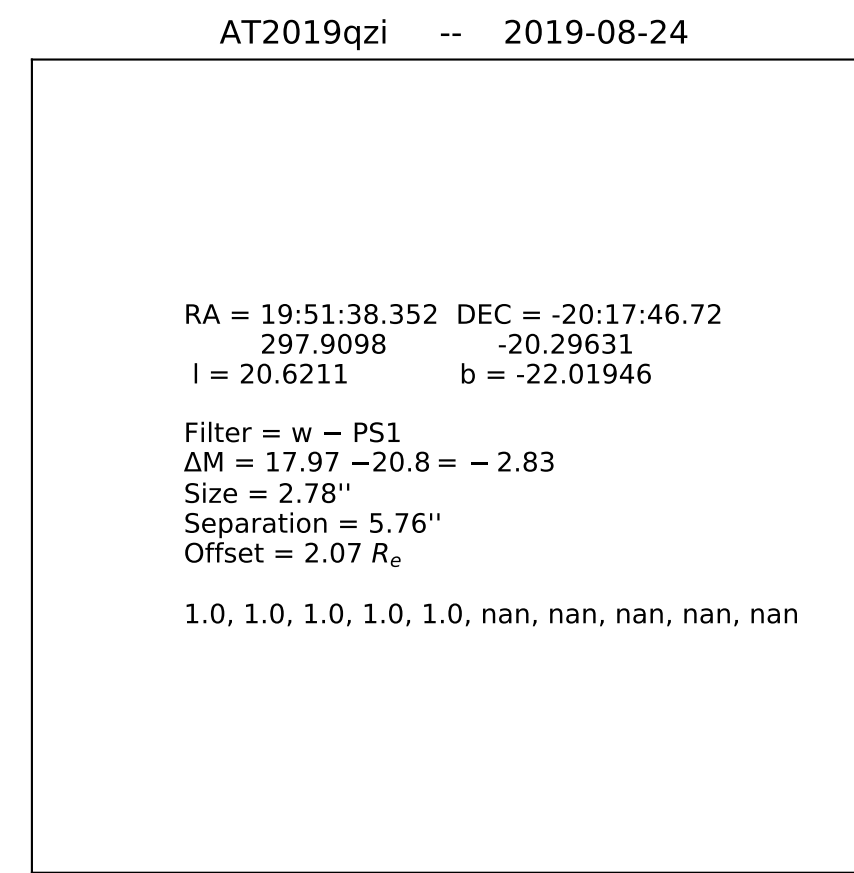 AT2019qzi -- 2019-08-24
RA = 19:51:38.352 DEC = -20:17:46.72
297.9098 -20.29631
l = 20.6211 b = -22.01946
Filter = w − PS1
ΔM = 17.97 −20.8 = − 2.83
Size = 2.78''
Separation = 5.76''
Offset = 2.07 Rₑ
1.0, 1.0, 1.0, 1.0, 1.0, nan, nan, nan, nan, nan